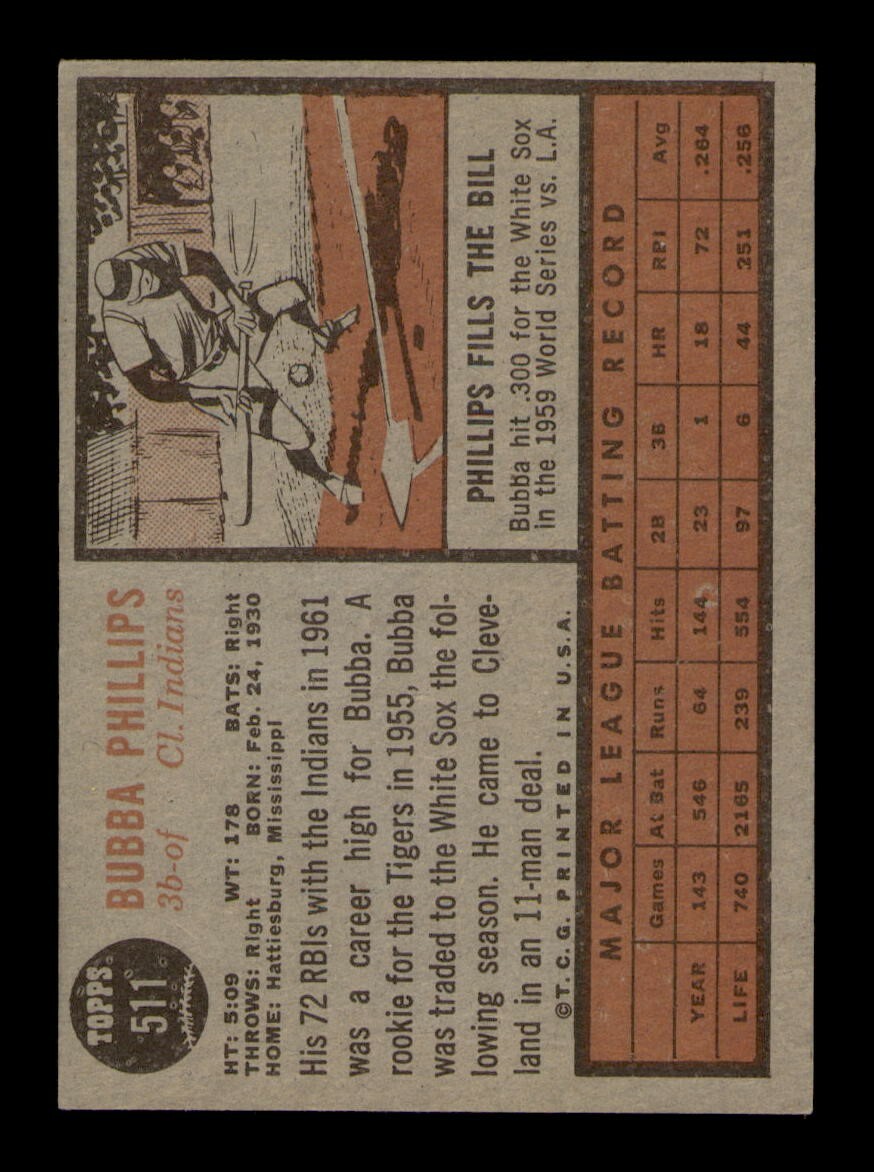 TOPPS
511
BUBBA PHILLIPS
3b-of Cl. Indians
HT: 5:09 WT: 178 BATS: Right
THROWS: Right BORN: Feb. 24, 1930
HOME: Hattiesburg, Mississippi
His 72 RBIs with the Indians in 1961
was a career high for Bubba. A
rookie for the Tigers in 1955, Bubba
was traded to the White Sox the fol-
lowing season. He came to Cleve-
land in an 11-man deal.
©T.C.G. PRINTED IN U.S.A.
PHILLIPS FILLS THE BILL
Bubba hit .300 for the White Sox
in the 1959 World Series vs. L.A.
MAJOR LEAGUE BATTING RECORD
Games At Bat Runs Hits 2B 3B HR RBI Avg
YEAR 143 546 64 144 23 1 18 72 .264
LIFE 740 2165 239 554 97 6 44 251 .256